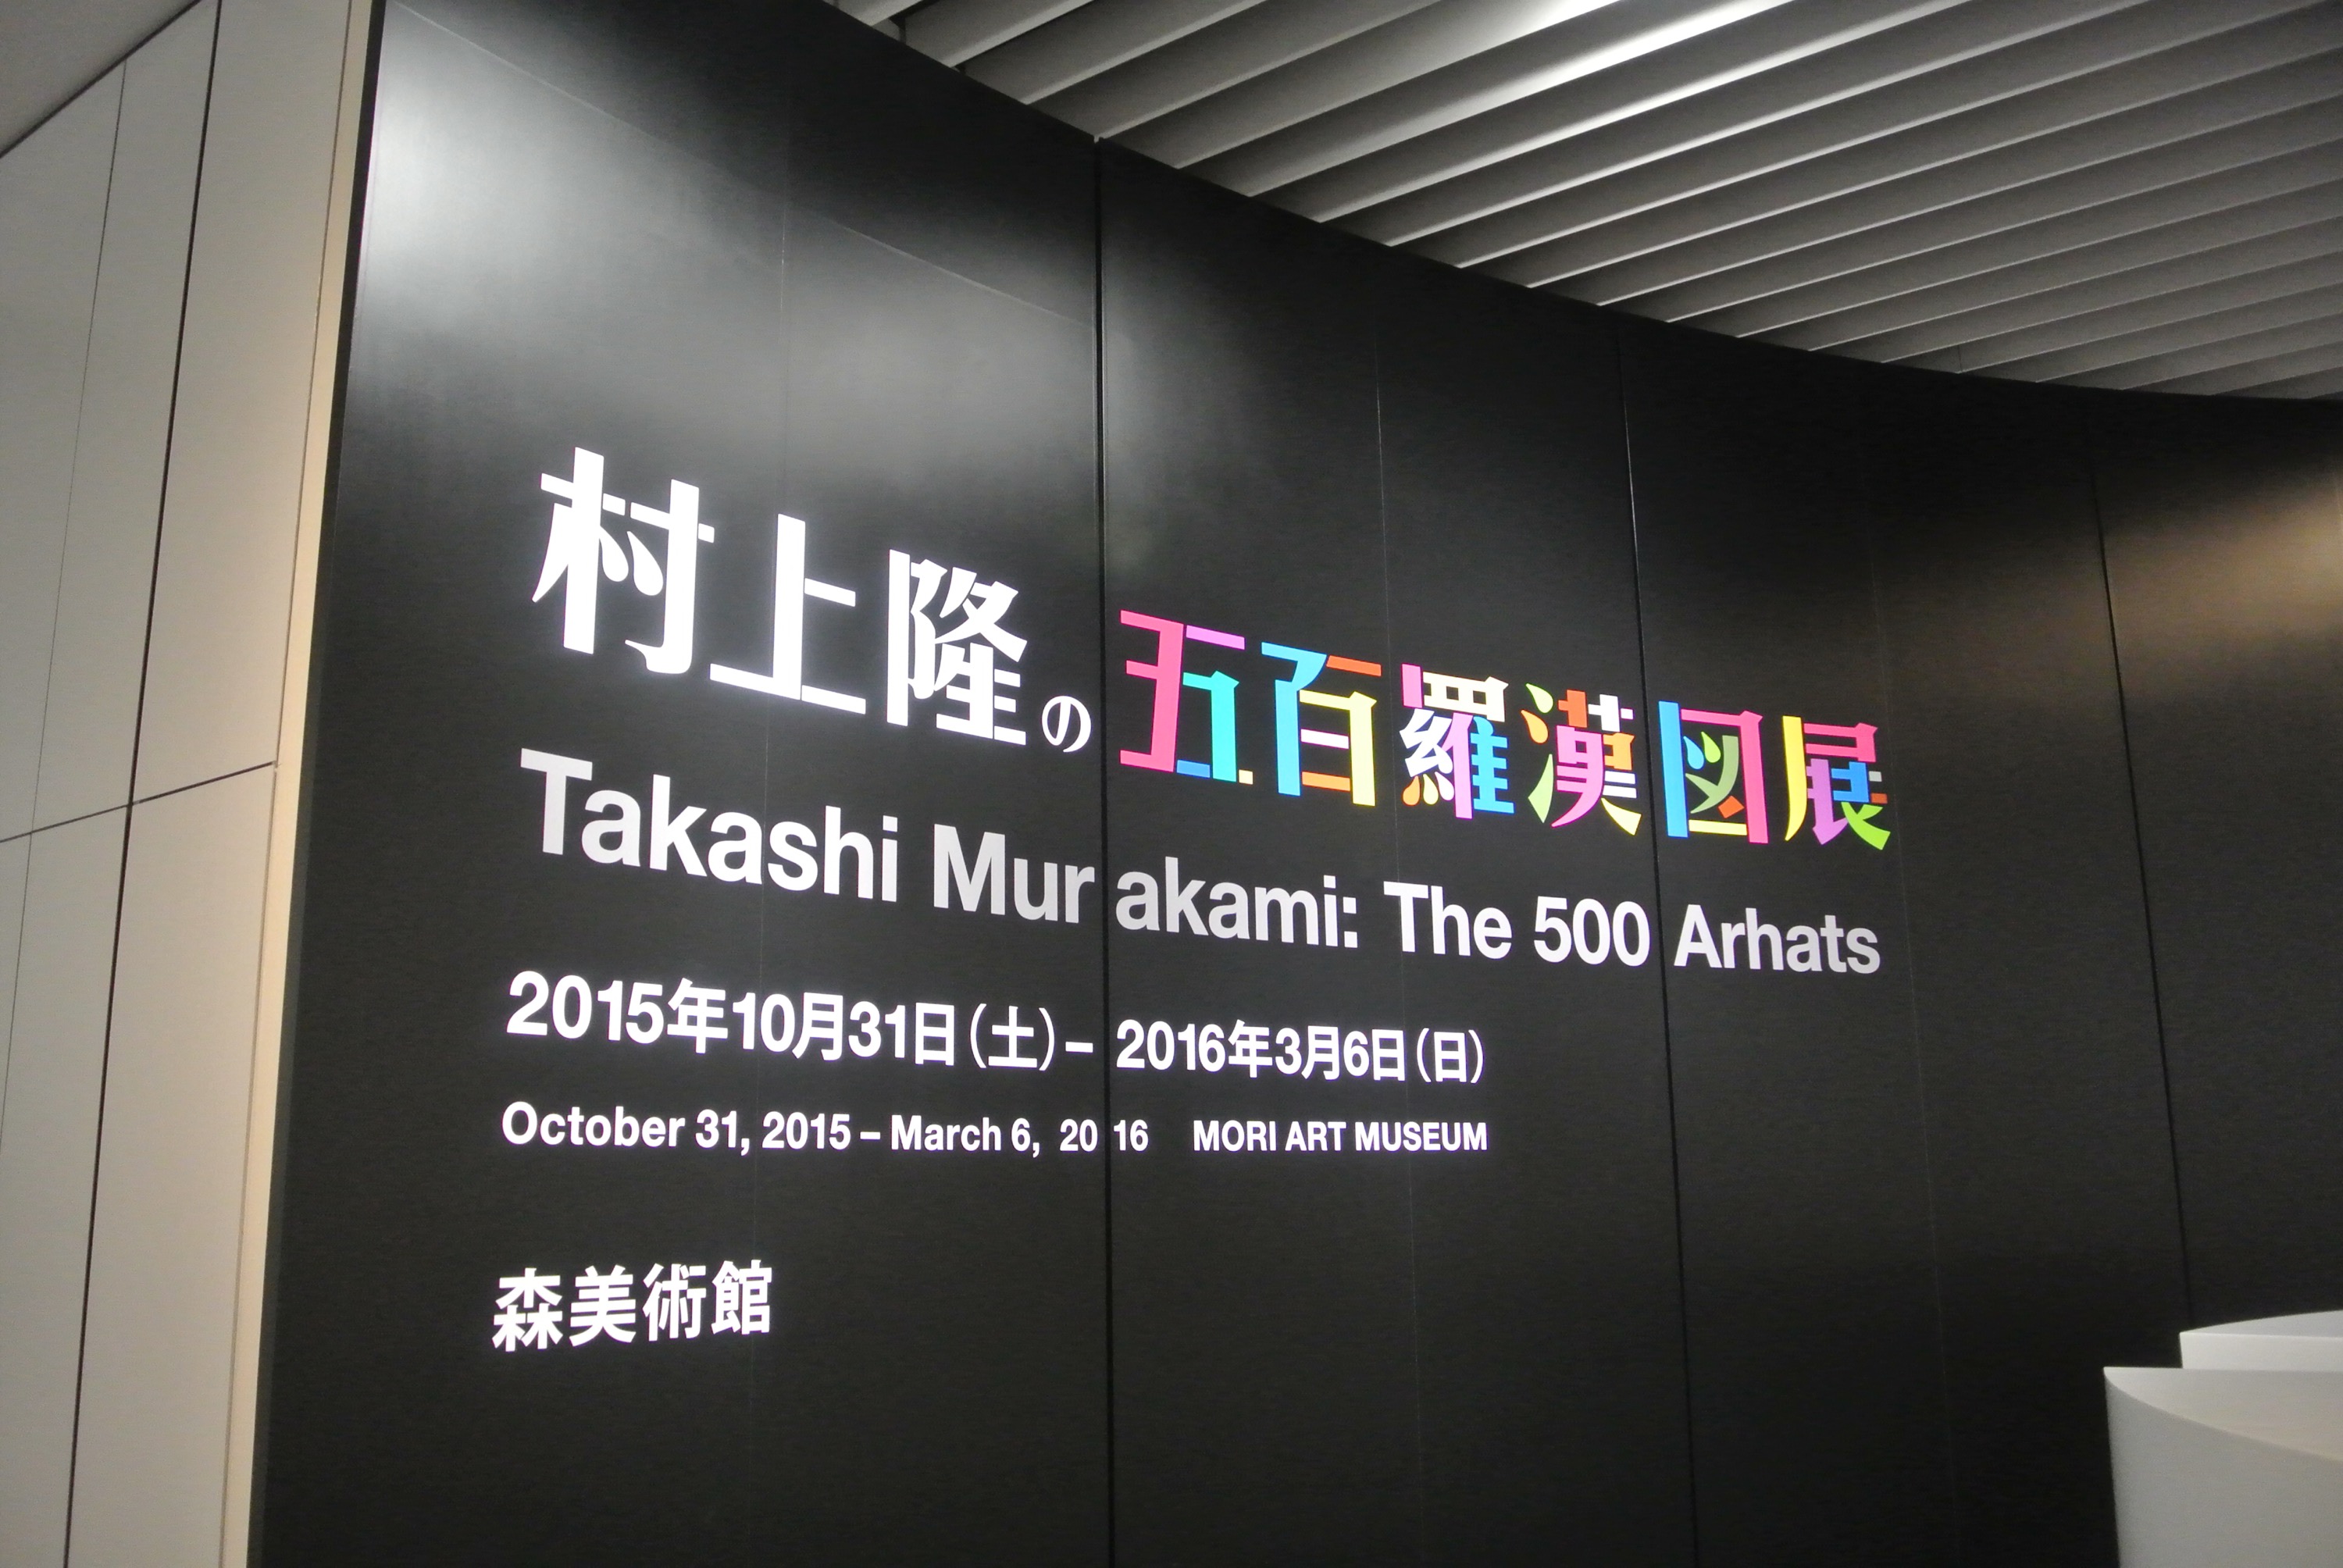 村上隆の五百羅漢図展
Takashi Murakami: The 500 Arhats
2015年10月31日(土)– 2016年3月6日(日)
October 31, 2015 – March 6, 2016 MORI ART MUSEUM
森美術館